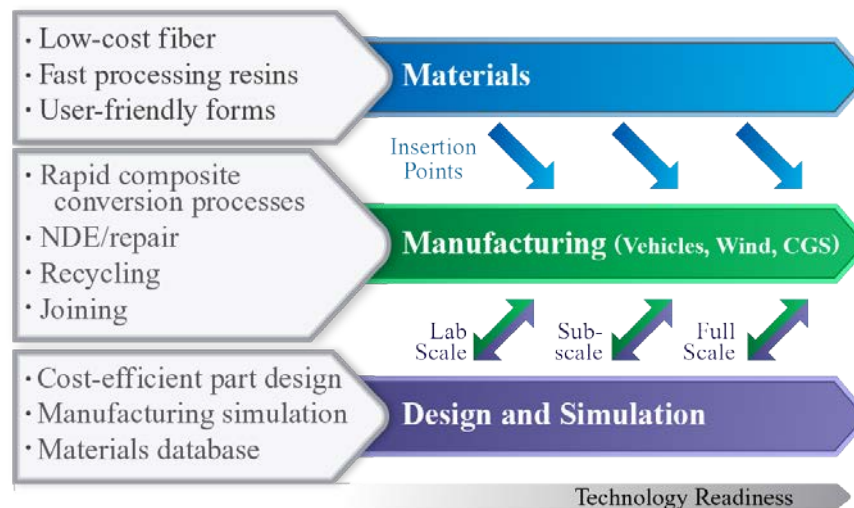 · Low-cost fiber
· Fast processing resins
· User-friendly forms
Materials
Insertion
Points
· Rapid composite
conversion processes
· NDE/repair
· Recycling
· Joining
Manufacturing (Vehicles, Wind, CGS)
Lab
Scale
Sub-
scale
Full
Scale
· Cost-efficient part design
· Manufacturing simulation
· Materials database
Design and Simulation
Technology Readiness